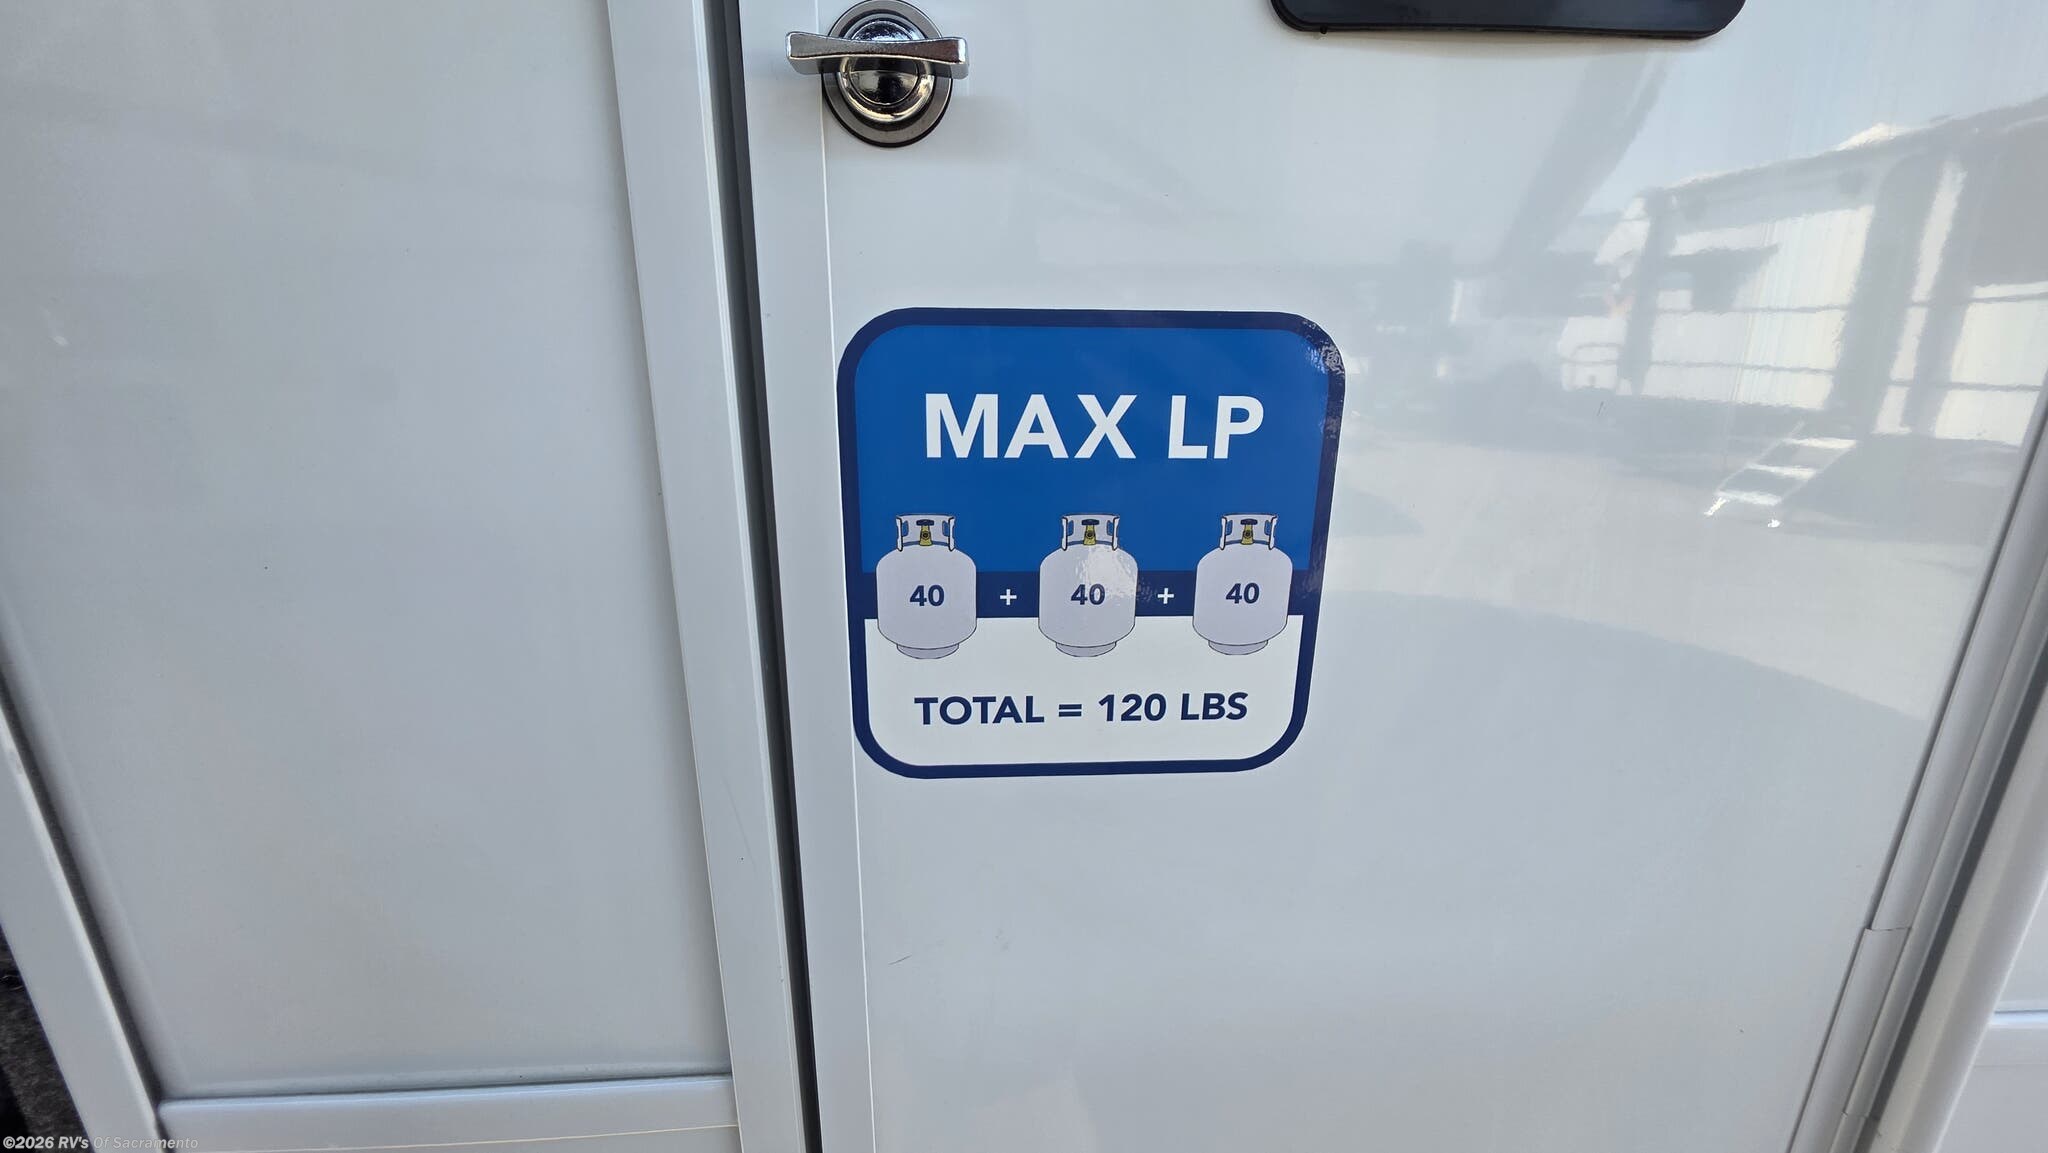 MAX LP
40 + 40 + 40
TOTAL = 120 LBS
©2026 RV's Of Sacramento